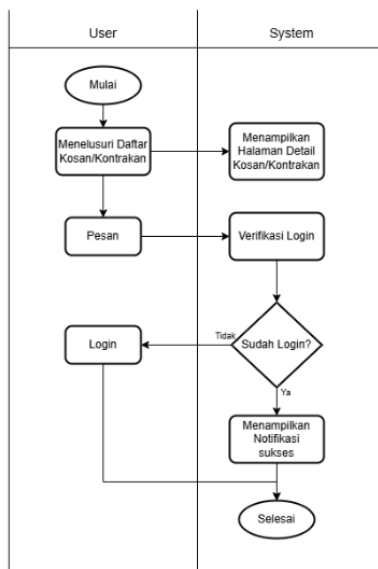 User
System
Mulai
Menelusuri Daftar
Kosan/Kontrakan
Menampilkan
Halaman Detail
Kosan/Kontrakan
Pesan
Verifikasi Login
Login
Tidak
Sudah Login?
Ya
Menampilkan
Notifikasi
sukses
Selesai